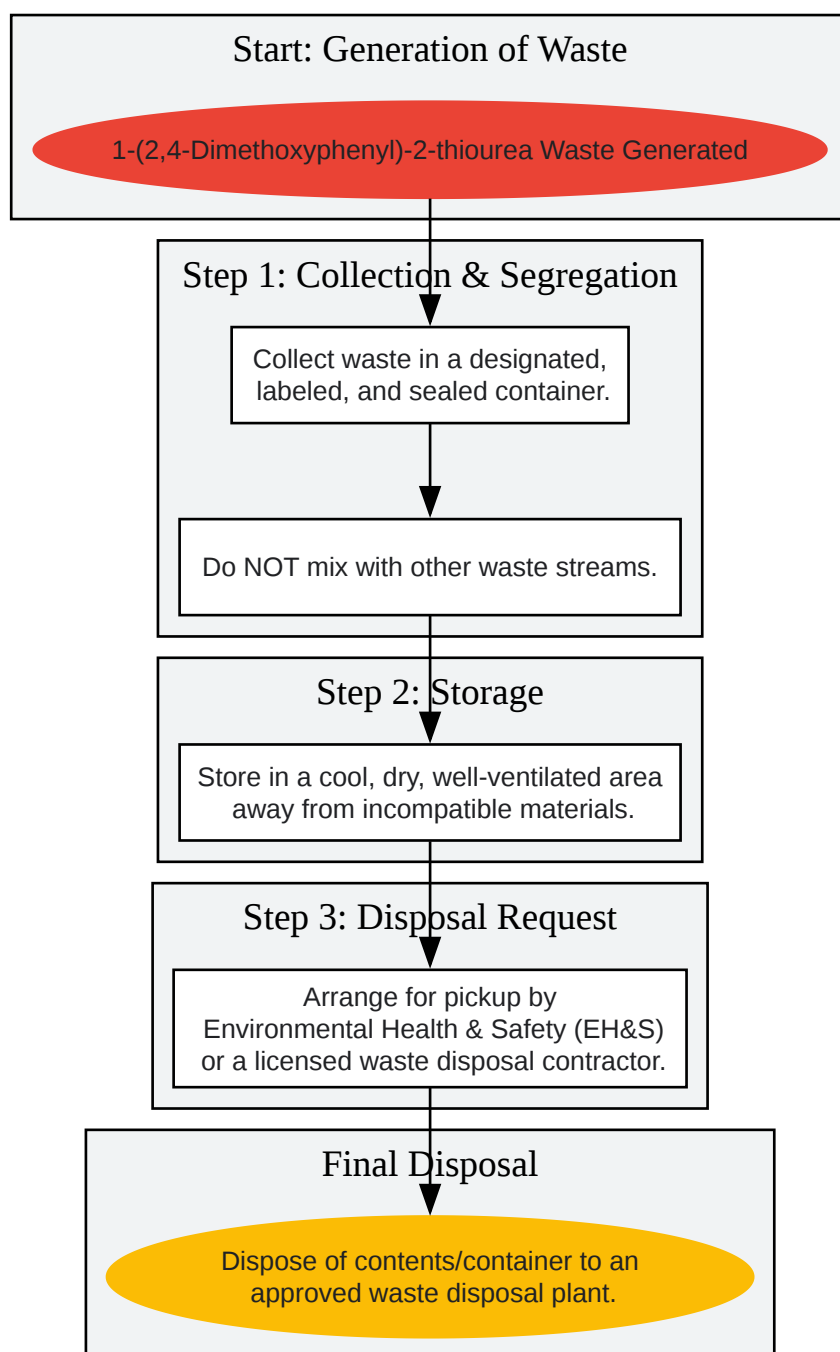 Start: Generation of Waste
1-(2,4-Dimethoxyphenyl)-2-thiourea Waste Generated
Step 1: Collection & Segregation
Collect waste in a designated,
labeled, and sealed container.
Do NOT mix with other waste streams.
Step 2: Storage
Store in a cool, dry, well-ventilated area
away from incompatible materials.
Step 3: Disposal Request
Arrange for pickup by
Environmental Health & Safety (EH&S)
or a licensed waste disposal contractor.
Final Disposal
Dispose of contents/container to an
approved waste disposal plant.